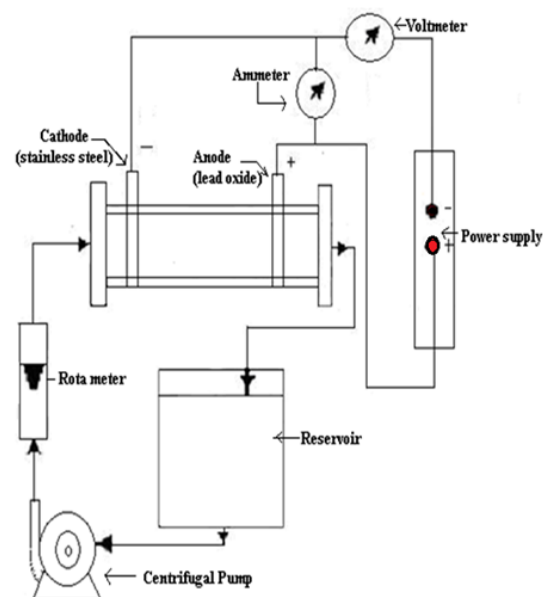 Voltmeter
Ammeter
Cathode
(stainless steel)
−
Anode
(lead oxide)
+
-
+
Power supply
Rota meter
Reservoir
Centrifugal Pump